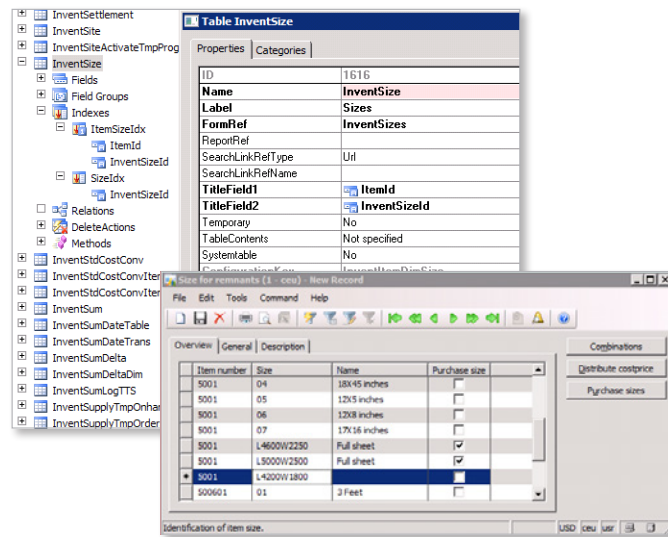 InventSettlement
InventSite
InventSiteActivateTmpProg
InventSize
Fields
Field Groups
Indexes
ItemSizeIdx
ItemId
InventSizeId
SizeIdx
InventSizeId
Relations
DeleteActions
Methods
InventStdCostConv
InventStdCostConvIter
InventStdCostConvIter
InventSum
InventSumDateTable
InventSumDateTrans
InventSumDelta
InventSumDeltaDim
InventSumLogTTS
InventSupplyTmpOnhar
InventSupplyTmpOrder
Table InventSize
Properties Categories
ID 1616
Name InventSize
Label Sizes
FormRef InventSizes
ReportRef
SearchLinkRefType Url
SearchLinkRefName
TitleField1 ItemId
TitleField2 InventSizeId
Temporary No
TableContents Not specified
Systemtable No
ConfigurationKey InventItemDimSize
Size for remnants (1 - ceu) - New Record
File Edit Tools Command Help
Overview General Description
Item number Size Name Purchase size
5001 04 18X45 inches
5001 05 12X5 inches
5001 06 12X8 inches
5001 07 17X16 inches
5001 L4600W2250 Full sheet
5001 L5000W2500 Full sheet
5001 L4200W1800
500601 01 3 Feet
Combinations
Distribute costprice
Purchase sizes
Identification of item size. USD ceu usr